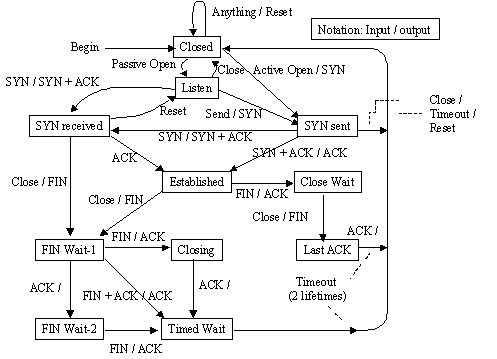 Anything / Reset
Notation: Input / output
Begin
Closed
Passive Open
Close
Active Open / SYN
SYN / SYN + ACK
Listen
Close /
Timeout /
Reset
Reset
Send / SYN
SYN received
SYN sent
SYN / SYN + ACK
ACK
SYN + ACK / ACK
Close / FIN
Established
Close Wait
FIN / ACK
Close / FIN
Close / FIN
FIN / ACK
ACK /
FIN Wait-1
Closing
Last ACK
ACK /
FIN + ACK / ACK
ACK /
Timeout
(2 lifetimes)
FIN Wait-2
Timed Wait
FIN / ACK